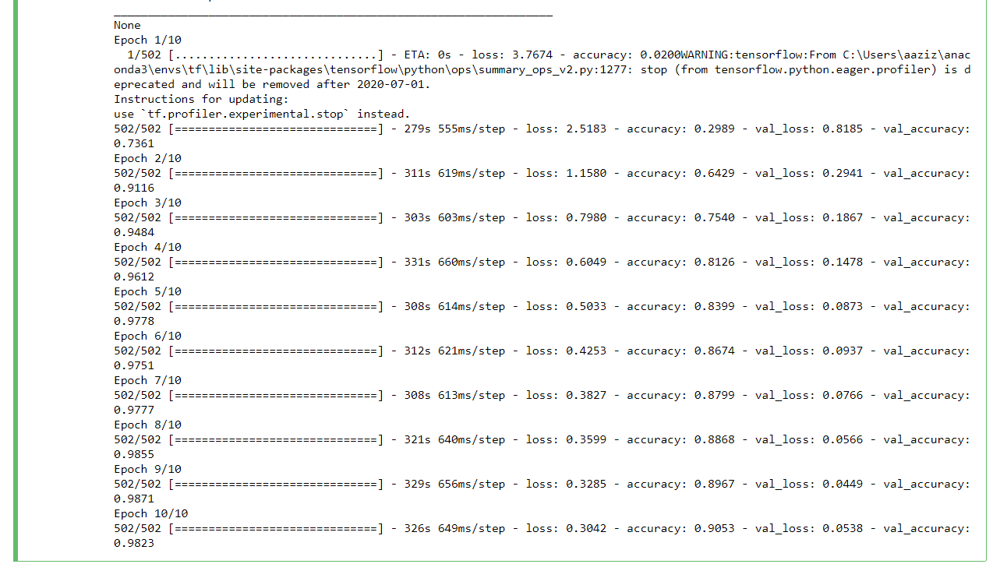 None
Epoch 1/10
1/502 [..............................] - ETA: 0s - loss: 3.7674 - accuracy: 0.0200WARNING:tensorflow:From C:\Users\aaziz\anac
onda3\envs\tf\lib\site-packages\tensorflow\python\ops\summary_ops_v2.py:1277: stop (from tensorflow.python.eager.profiler) is d
eprecated and will be removed after 2020-07-01.
Instructions for updating:
use `tf.profiler.experimental.stop` instead.
502/502 [==============================] - 279s 555ms/step - loss: 2.5183 - accuracy: 0.2989 - val_loss: 0.8185 - val_accuracy:
0.7361
Epoch 2/10
502/502 [==============================] - 311s 619ms/step - loss: 1.1580 - accuracy: 0.6429 - val_loss: 0.2941 - val_accuracy:
0.9116
Epoch 3/10
502/502 [==============================] - 303s 603ms/step - loss: 0.7980 - accuracy: 0.7540 - val_loss: 0.1867 - val_accuracy:
0.9484
Epoch 4/10
502/502 [==============================] - 331s 660ms/step - loss: 0.6049 - accuracy: 0.8126 - val_loss: 0.1478 - val_accuracy:
0.9612
Epoch 5/10
502/502 [==============================] - 308s 614ms/step - loss: 0.5033 - accuracy: 0.8399 - val_loss: 0.0873 - val_accuracy:
0.9778
Epoch 6/10
502/502 [==============================] - 312s 621ms/step - loss: 0.4253 - accuracy: 0.8674 - val_loss: 0.0937 - val_accuracy:
0.9751
Epoch 7/10
502/502 [==============================] - 308s 613ms/step - loss: 0.3827 - accuracy: 0.8799 - val_loss: 0.0766 - val_accuracy:
0.9777
Epoch 8/10
502/502 [==============================] - 321s 640ms/step - loss: 0.3599 - accuracy: 0.8868 - val_loss: 0.0566 - val_accuracy:
0.9855
Epoch 9/10
502/502 [==============================] - 329s 656ms/step - loss: 0.3285 - accuracy: 0.8967 - val_loss: 0.0449 - val_accuracy:
0.9871
Epoch 10/10
502/502 [==============================] - 326s 649ms/step - loss: 0.3042 - accuracy: 0.9053 - val_loss: 0.0538 - val_accuracy:
0.9823